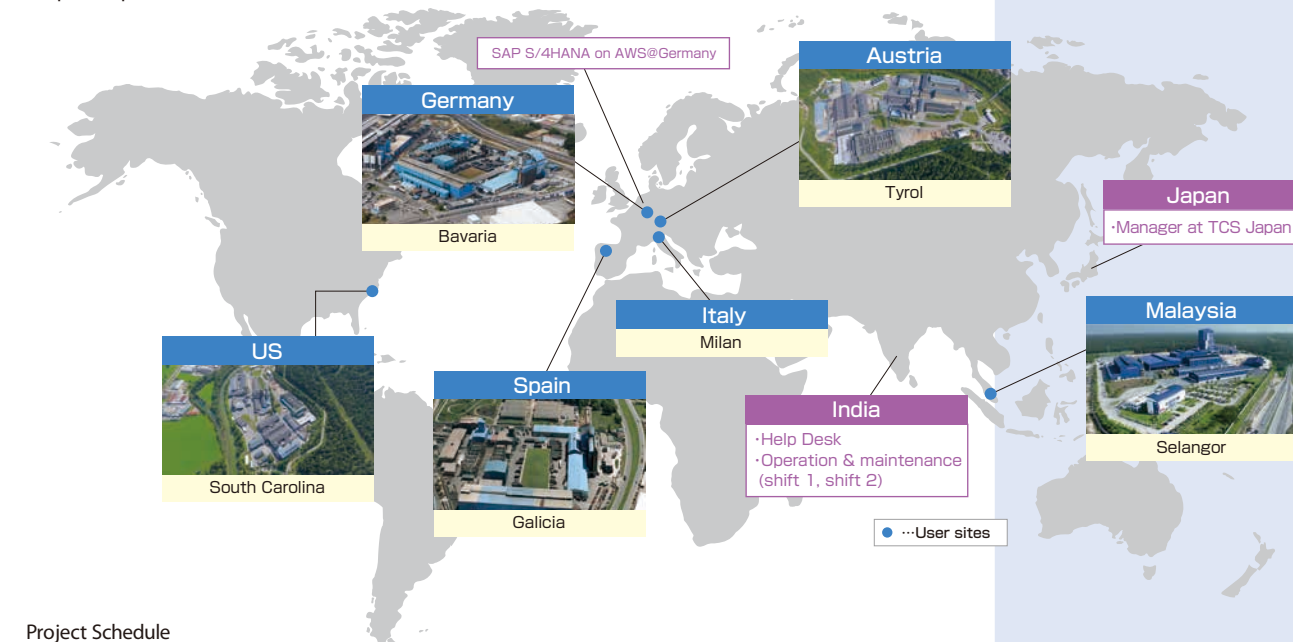 SAP S/4HANA on AWS@Germany
Austria
Tyrol
Germany
Bavaria
Japan
・Manager at TCS Japan
Italy
Milan
Malaysia
Selangor
US
South Carolina
Spain
Galicia
India
・Help Desk
・Operation & maintenance
(shift 1, shift 2)
…User sites
Project Schedule